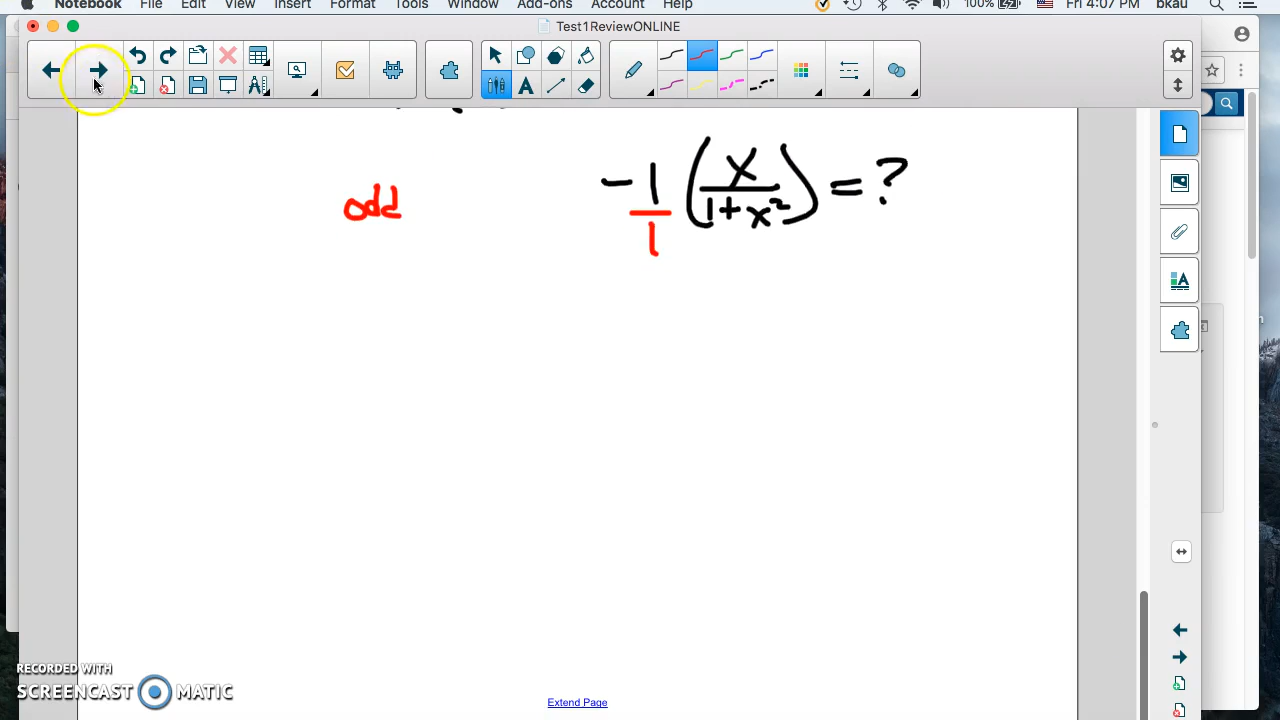 Notebook File Edit View Insert Format Tools Window Add-ons Account Help 100% Fri 4:07 PM bkau
Test1ReviewONLINE
A
A
-1/1 (x/(1+x²)) = ?
odd
RECORDED WITH
SCREENCAST MATIC
Extend Page